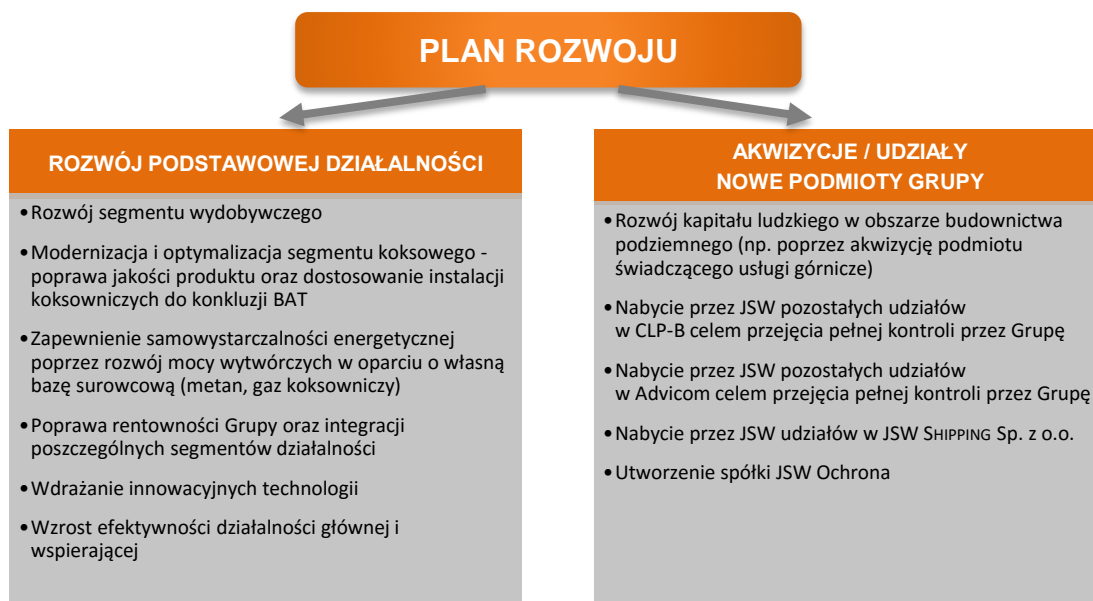 PLAN ROZWOJU
ROZWÓJ PODSTAWOWEJ DZIAŁALNOŚCI
•Rozwój segmentu wydobywczego
•Modernizacja i optymalizacja segmentu koksowego -
poprawa jakości produktu oraz dostosowanie instalacji
koksowniczych do konkluzji BAT
•Zapewnienie samowystarczalności energetycznej
poprzez rozwój mocy wytwórczych w oparciu o własną
bazę surowcową (metan, gaz koksowniczy)
•Poprawa rentowności Grupy oraz integracji
poszczególnych segmentów działalności
•Wdrażanie innowacyjnych technologii
•Wzrost efektywności działalności głównej i
wspierającej
AKWIZYCJE / UDZIAŁY
NOWE PODMIOTY GRUPY
•Rozwój kapitału ludzkiego w obszarze budownictwa
podziemnego (np. poprzez akwizycję podmiotu
świadczącego usługi górnicze)
•Nabycie przez JSW pozostałych udziałów
w CLP-B celem przejęcia pełnej kontroli przez Grupę
•Nabycie przez JSW pozostałych udziałów
w Advicom celem przejęcia pełnej kontroli przez Grupę
•Nabycie przez JSW udziałów w JSW SHIPPING Sp. z o.o.
•Utworzenie spółki JSW Ochrona